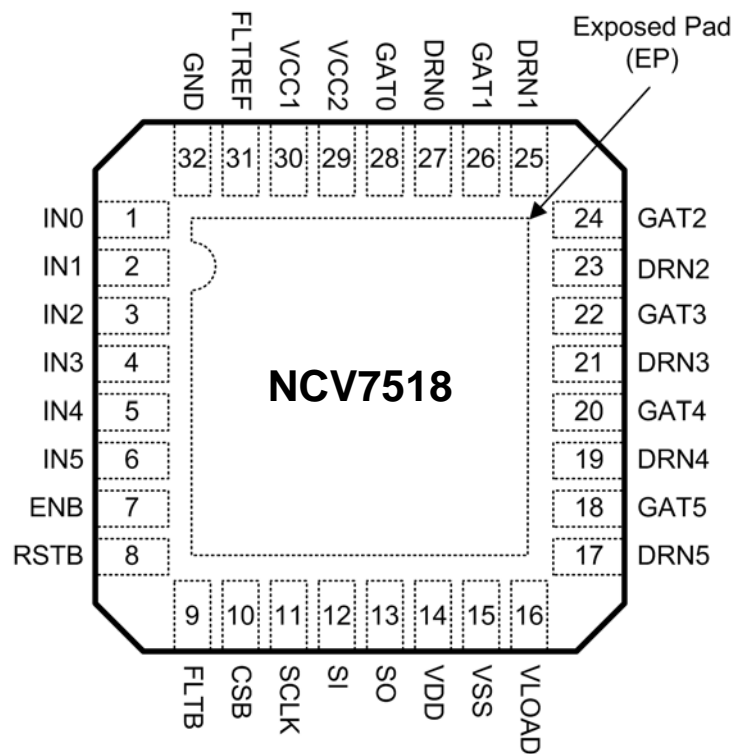 Exposed Pad
(EP)
GND
FLTREF
VCC1
VCC2
GAT0
DRN0
GAT1
DRN1
32
31
30
29
28
27
26
25
IN0 1
24 GAT2
IN1 2
23 DRN2
IN2 3
22 GAT3
IN3 4
21 DRN3
IN4 5
20 GAT4
IN5 6
19 DRN4
ENB 7
18 GAT5
RSTB 8
17 DRN5
NCV7518
9
10
11
12
13
14
15
16
FLTB
CSB
SCLK
SI
SO
VDD
VSS
VLOAD